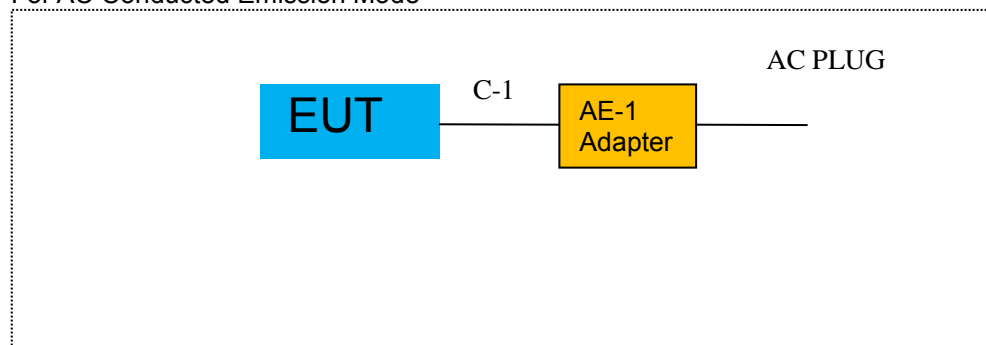 For AC Conducted Emission Mode
AC PLUG
C-1
EUT
AE-1
Adapter